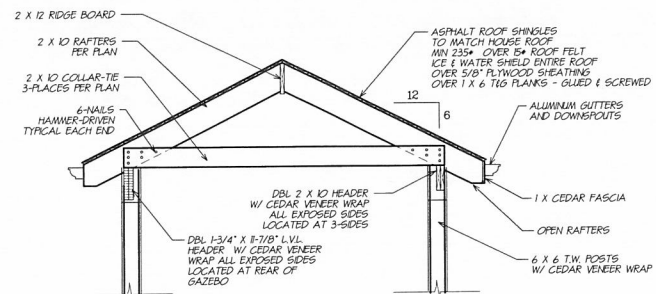 2 X 12 RIDGE BOARD
2 X 10 RAFTERS
PER PLAN
2 X 10 COLLAR-TIE
3-PLACES PER PLAN
6-NAILS
HAMMER-DRIVEN
TYPICAL EACH END
ASPHALT ROOF SHINGLES
TO MATCH HOUSE ROOF
MIN 235# OVER 15# ROOF FELT
ICE & WATER SHIELD ENTIRE ROOF
OVER 5/8" PLYWOOD SHEATHING
OVER 1 X 6 T&G PLANKS - GLUED & SCREWED
12
6
ALUMINUM GUTTERS
AND DOWNSPOUTS
DBL 2 X 10 HEADER
W/ CEDAR VENEER WRAP
ALL EXPOSED SIDES
LOCATED AT 3-SIDES
1 X CEDAR FASCIA
OPEN RAFTERS
DBL 1-3/4" X 11-7/8" L.V.L.
HEADER W/ CEDAR VENEER
WRAP ALL EXPOSED SIDES
LOCATED AT REAR OF
GAZEBO
6 X 6 T.W. POSTS
W/ CEDAR VENEER WRAP